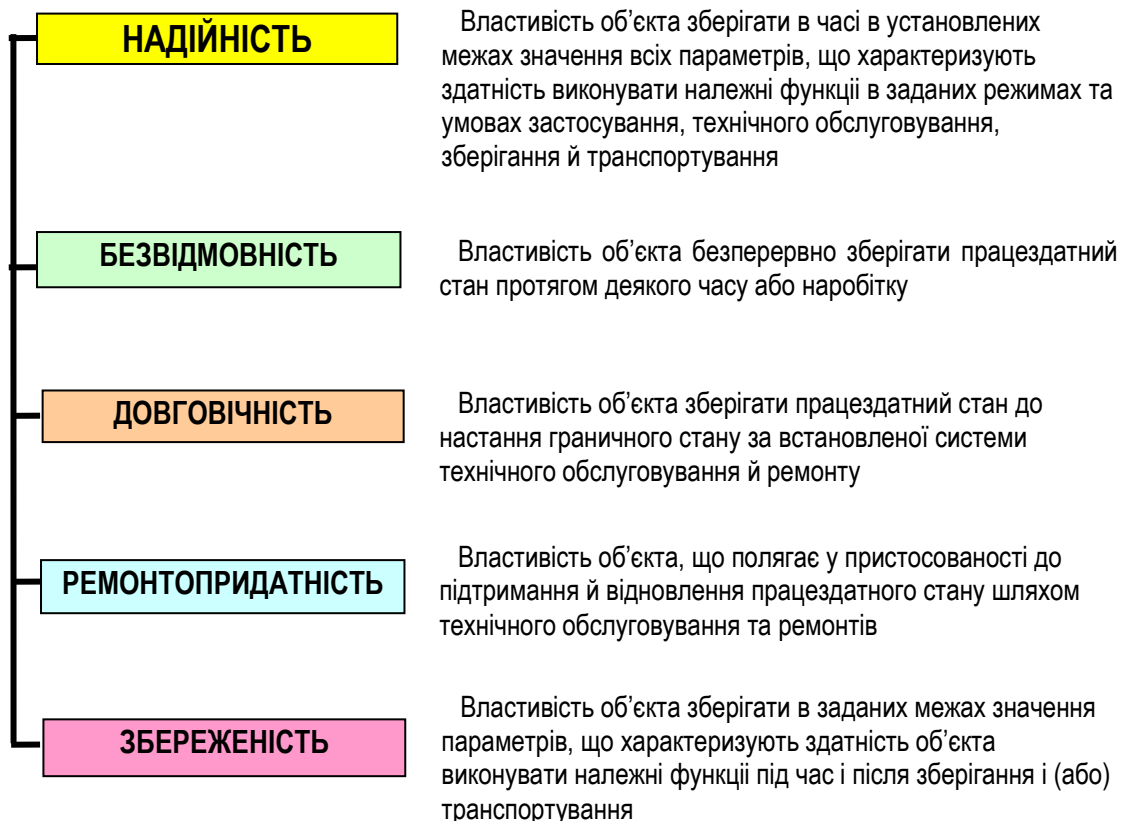 НАДІЙНІСТЬ
Властивість об’єкта зберігати в часі в установлених
межах значення всіх параметрів, що характеризують
здатність виконувати належні функціі в заданих режимах та
умовах застосування, технічного обслуговування,
зберігання й транспортування
БЕЗВІДМОВНІСТЬ
Властивість об’єкта безперервно зберігати працездатний
стан протягом деякого часу або наробітку
ДОВГОВІЧНІСТЬ
Властивість об’єкта зберігати працездатний стан до
настання граничного стану за встановленої системи
технічного обслуговування й ремонту
РЕМОНТОПРИДАТНІСТЬ
Властивість об’єкта, що полягає у пристосованості до
підтримання й відновлення працездатного стану шляхом
технічного обслуговування та ремонтів
ЗБЕРЕЖЕНІСТЬ
Властивість об’єкта зберігати в заданих межах значення
параметрів, що характеризують здатність об’єкта
виконувати належні функціі під час і після зберігання і (або)
транспортування